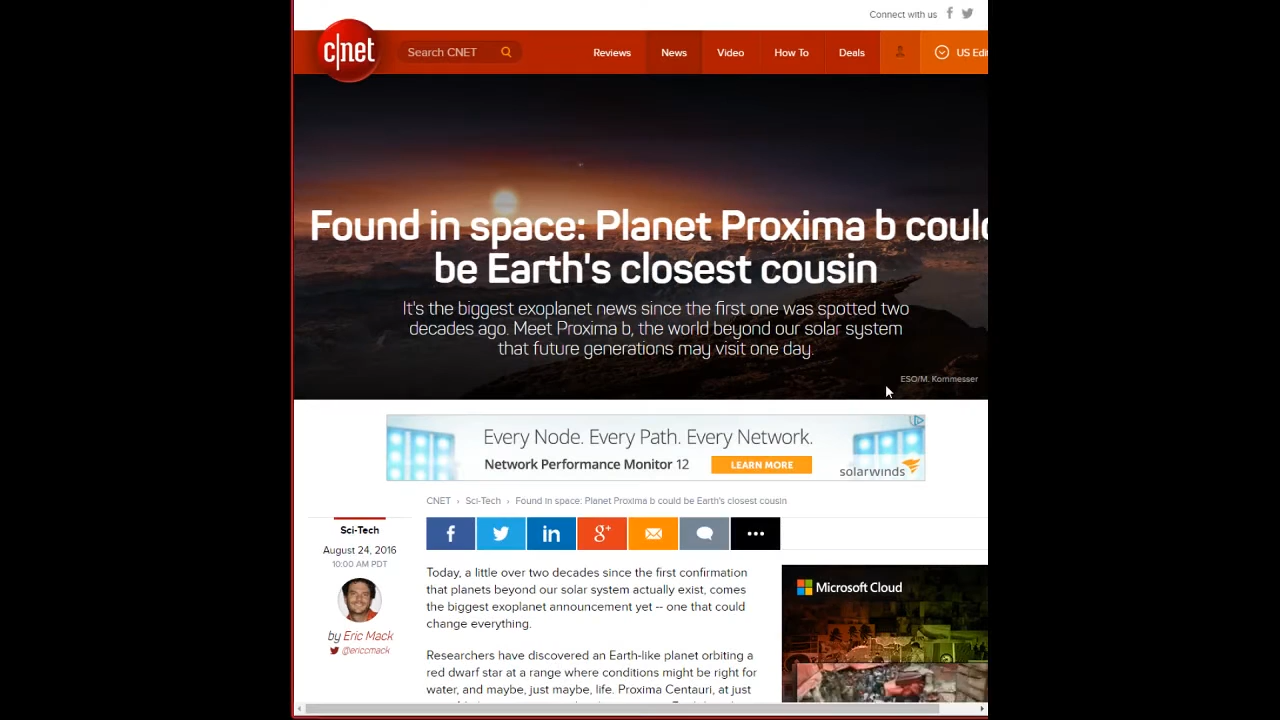 Connect with us
c|net
Search CNET
Reviews
News
Video
How To
Deals
US Edi
Found in space: Planet Proxima b could
be Earth's closest cousin
It's the biggest exoplanet news since the first one was spotted two
decades ago. Meet Proxima b, the world beyond our solar system
that future generations may visit one day.
ESO/M. Kornmesser
Every Node. Every Path. Every Network.
Network Performance Monitor 12
LEARN MORE
solarwinds
CNET › Sci-Tech › Found in space: Planet Proxima b could be Earth's closest cousin
Sci-Tech
August 24, 2016
10:00 AM PDT
by Eric Mack
@ericcmack
f
in
g+
Today, a little over two decades since the first confirmation
that planets beyond our solar system actually exist, comes
the biggest exoplanet announcement yet -- one that could
change everything.
Researchers have discovered an Earth-like planet orbiting a
red dwarf star at a range where conditions might be right for
water, and maybe, just maybe, life. Proxima Centauri, at just
Microsoft Cloud